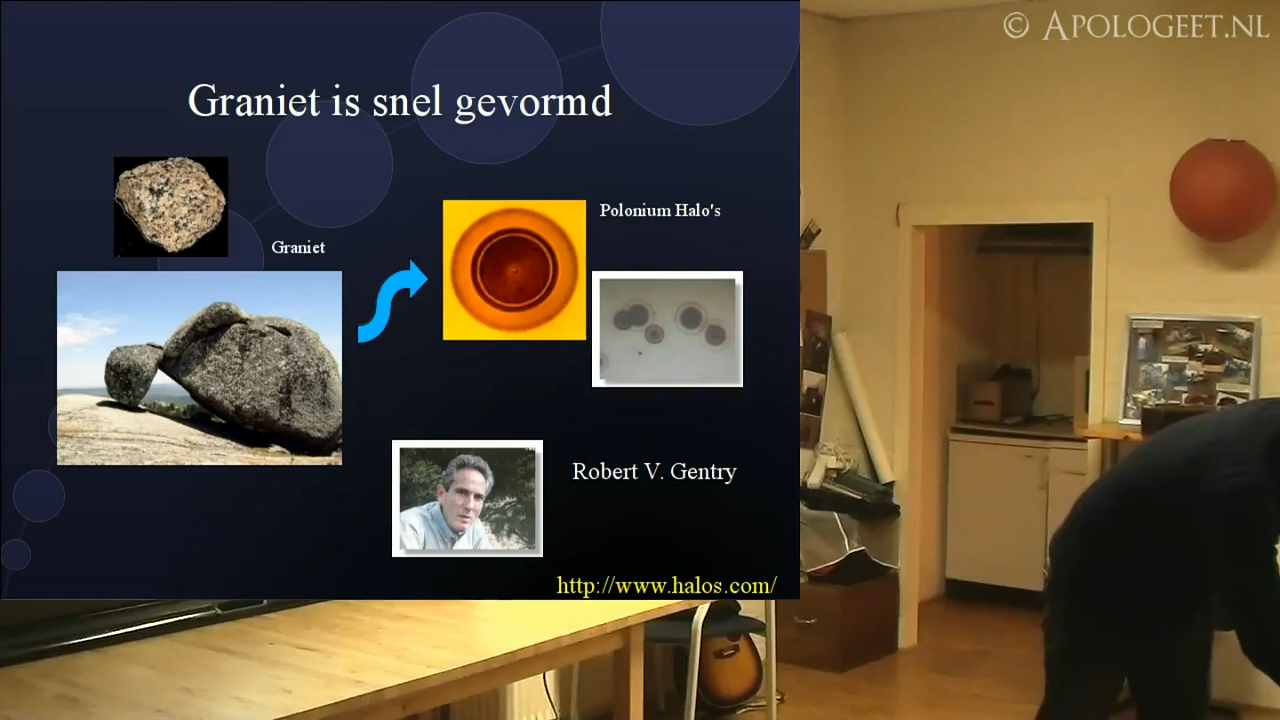 © APOLOGEET.NL
Graniet is snel gevormd
Polonium Halo's
Graniet
Robert V. Gentry
http://www.halos.com/